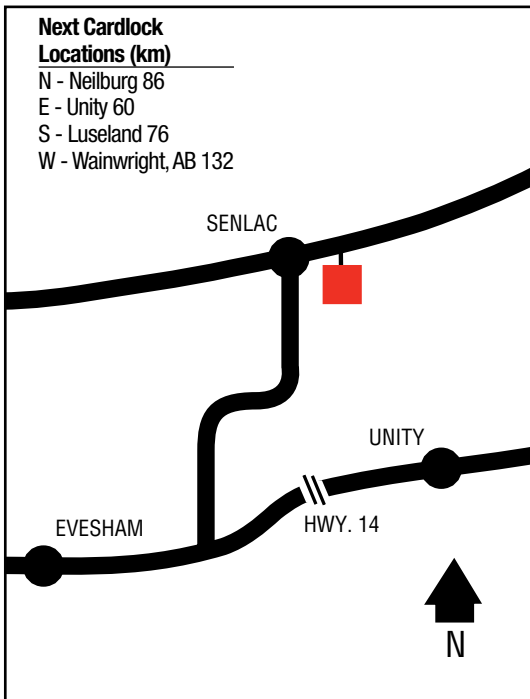 Next Cardlock
Locations (km)
N - Neilburg 86
E - Unity 60
S - Luseland 76
W - Wainwright, AB 132
SENLAC
UNITY
HWY. 14
EVESHAM
N